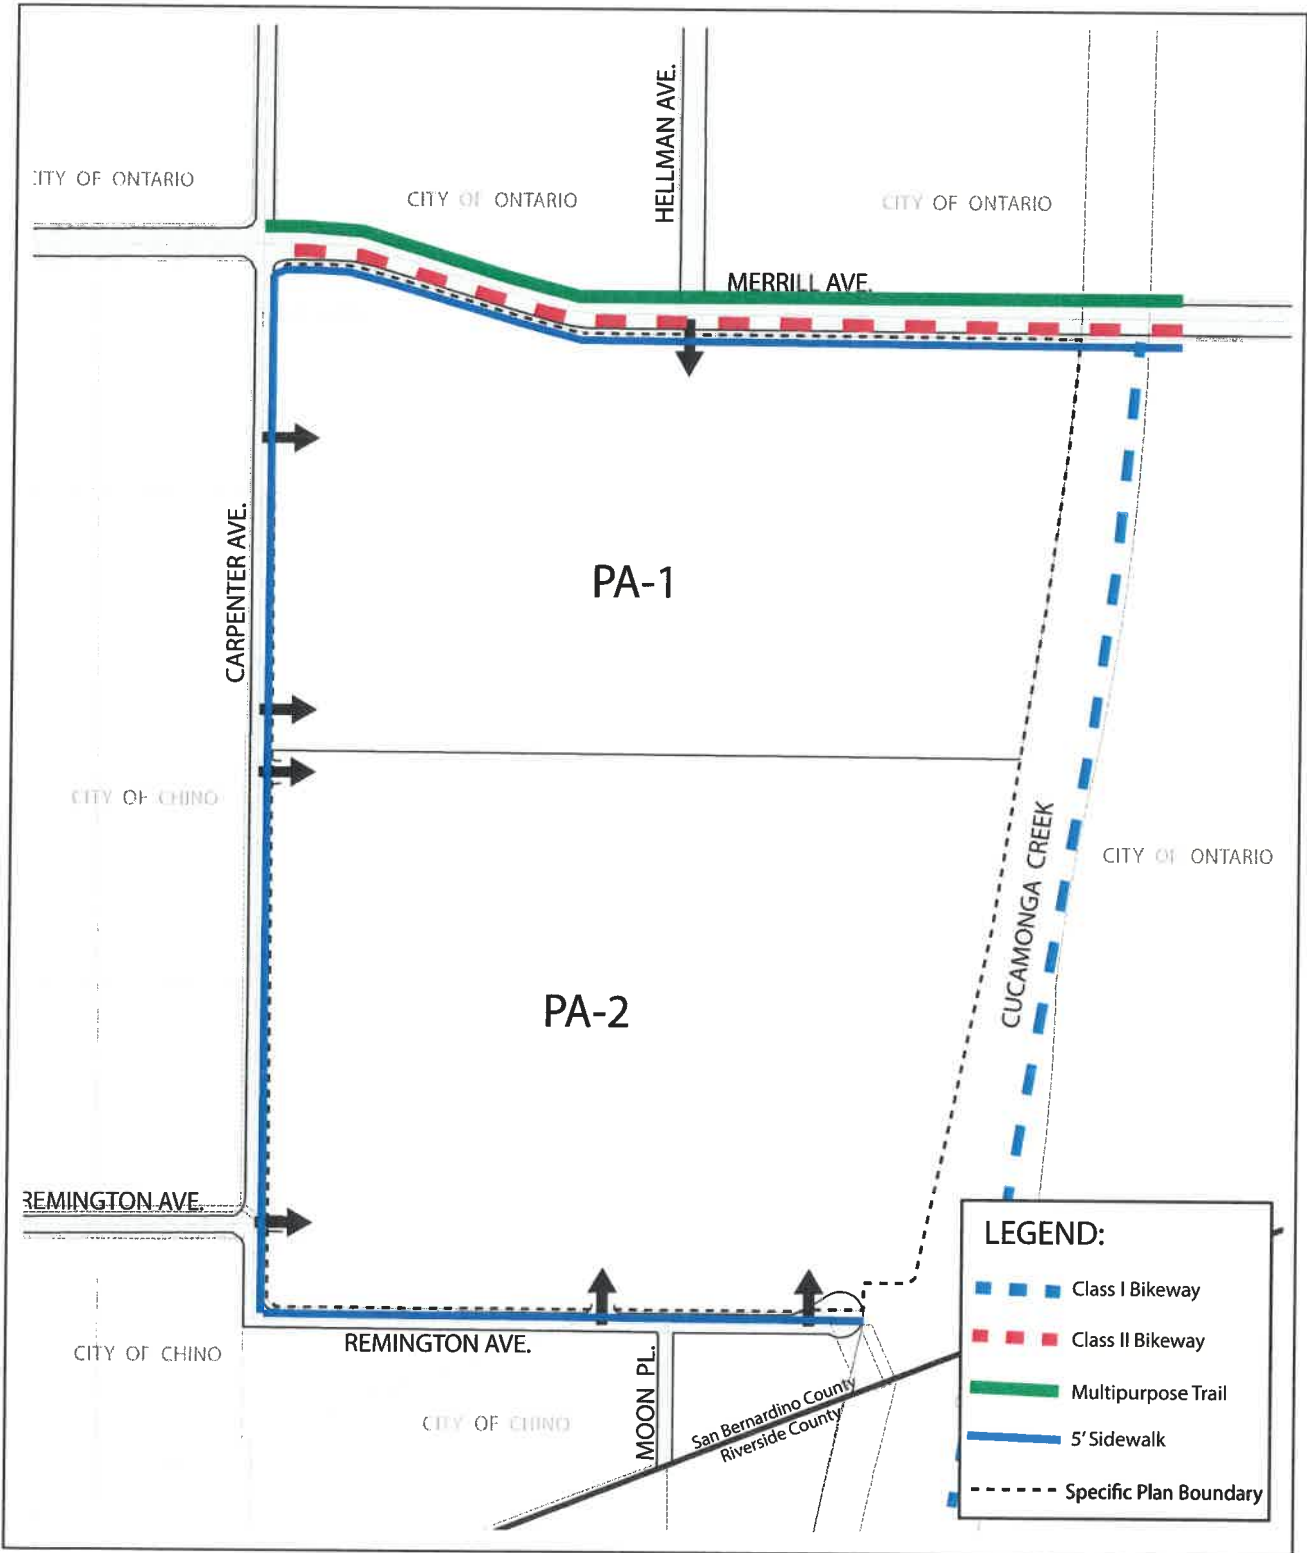 HELLMAN AVE.
CITY OF ONTARIO
CITY OF ONTARIO
CITY OF ONTARIO
MERRILL AVE.
CARPENTER AVE.
PA-1
CITY OF CHINO
CUCAMONGA CREEK
CITY OF ONTARIO
PA-2
REMINGTON AVE.
LEGEND:
Class I Bikeway
Class II Bikeway
Multipurpose Trail
5' Sidewalk
Specific Plan Boundary
REMINGTON AVE.
CITY OF CHINO
MOON PL.
CITY OF CHINO
San Bernardino County
Riverside County